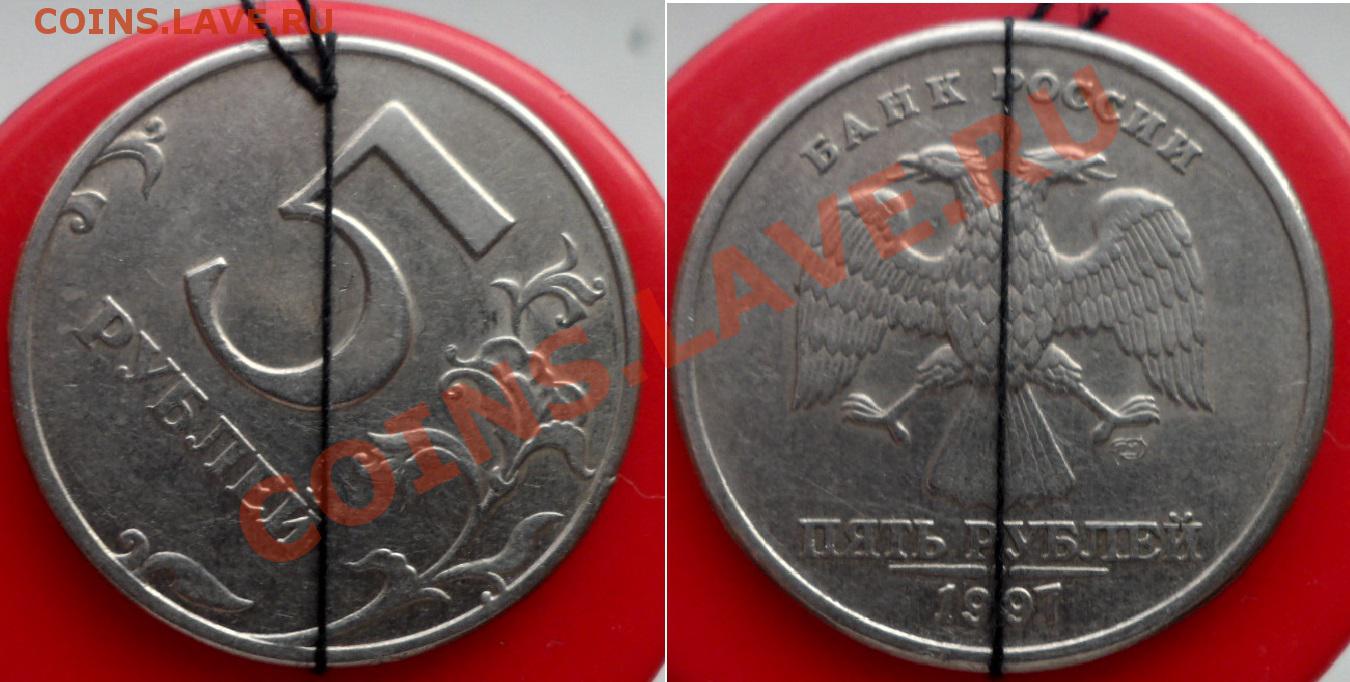 COINS.LAVE.RU
5
РУБЛЕЙ
БАНК РОССИИ
ПЯТЬ РУБЛЕЙ
1997
COINS.LAVE.RU